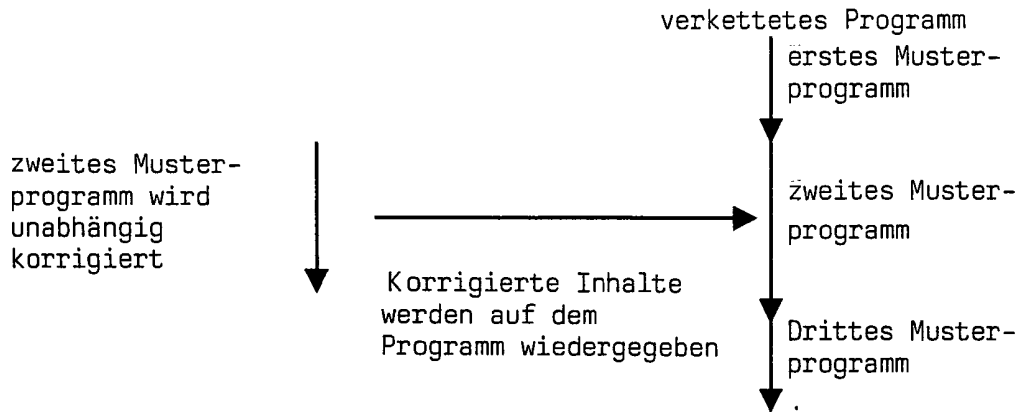 verkettetes Programm
erstes Muster-
programm
zweites Muster-
programm wird
unabhängig
korrigiert
zweites Muster-
programm
Korrigierte Inhalte
werden auf dem
Programm wiedergegeben
Drittes Muster-
programm